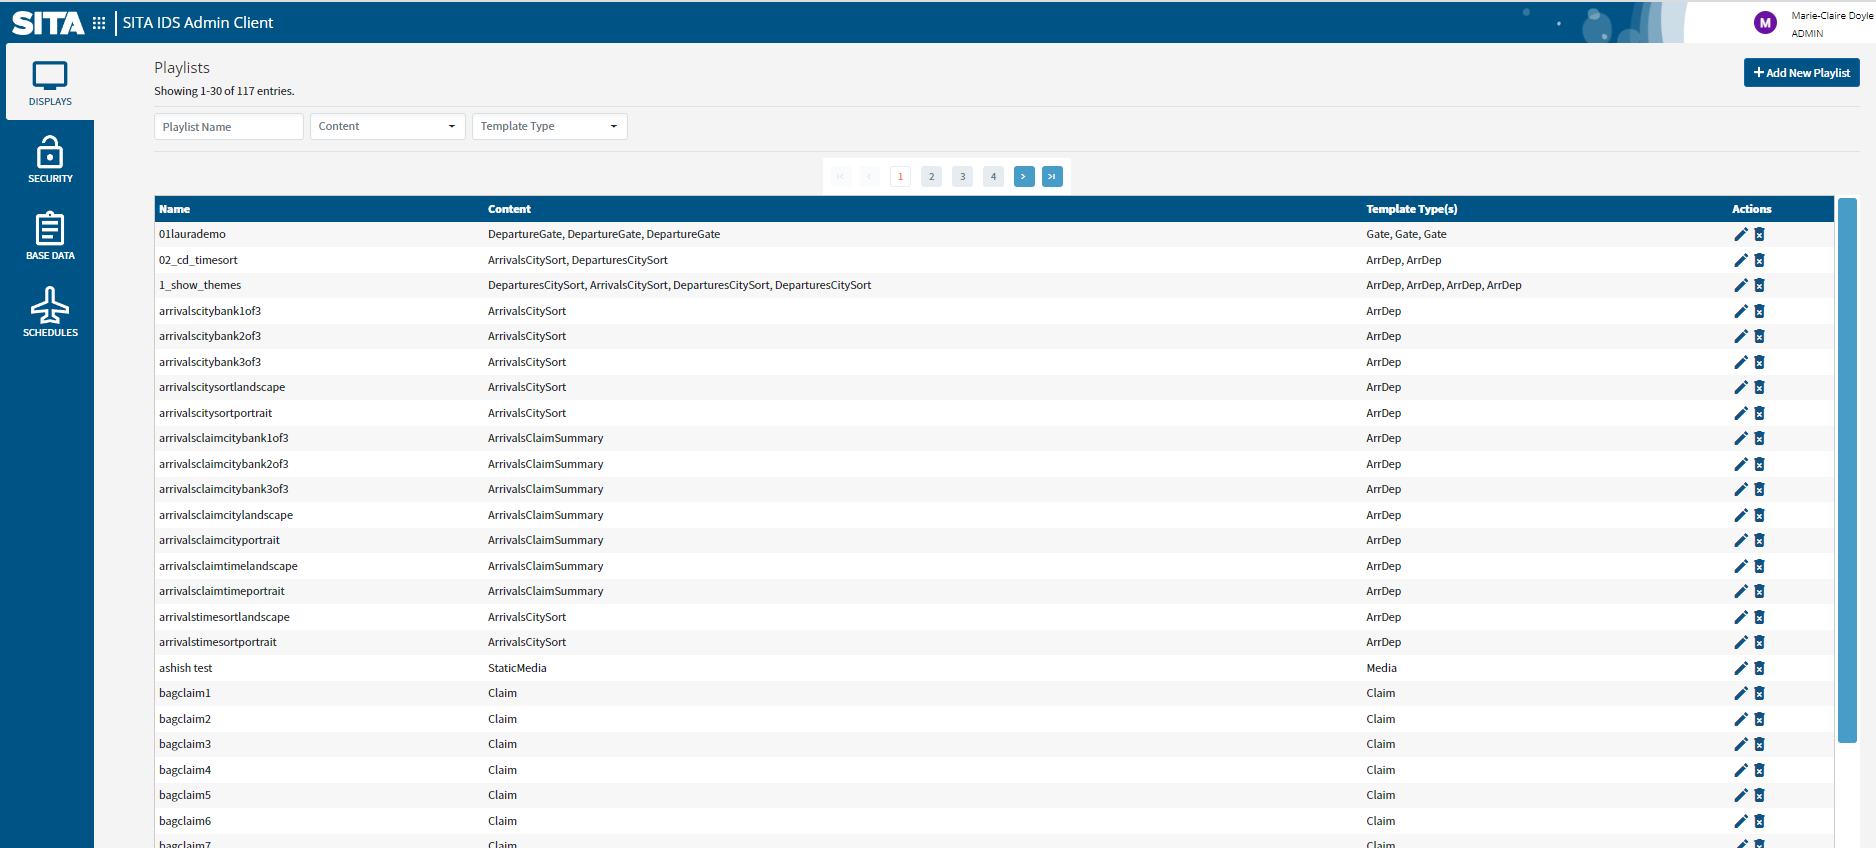 SITA SITA IDS Admin Client M Marie-Claire Doyle
ADMIN
DISPLAYS
SECURITY
BASE DATA
SCHEDULES
Playlists
+ Add New Playlist
Showing 1-30 of 117 entries.
Playlist Name Content Template Type
1 2 3 4 > >I
Name Content Template Type(s) Actions
01laurademo DepartureGate, DepartureGate, DepartureGate Gate, Gate, Gate
02_cd_timesort ArrivalsCitySort, DeparturesCitySort ArrDep, ArrDep
1_show_themes DeparturesCitySort, ArrivalsCitySort, DeparturesCitySort, DeparturesCitySort ArrDep, ArrDep, ArrDep, ArrDep
arrivalscitybank1of3 ArrivalsCitySort ArrDep
arrivalscitybank2of3 ArrivalsCitySort ArrDep
arrivalscitybank3of3 ArrivalsCitySort ArrDep
arrivalscitysortlandscape ArrivalsCitySort ArrDep
arrivalscitysortportrait ArrivalsCitySort ArrDep
arrivalsclaimcitybank1of3 ArrivalsClaimSummary ArrDep
arrivalsclaimcitybank2of3 ArrivalsClaimSummary ArrDep
arrivalsclaimcitybank3of3 ArrivalsClaimSummary ArrDep
arrivalsclaimcitylandscape ArrivalsClaimSummary ArrDep
arrivalsclaimcityportrait ArrivalsClaimSummary ArrDep
arrivalsclaimtimelandscape ArrivalsClaimSummary ArrDep
arrivalsclaimtimeportrait ArrivalsClaimSummary ArrDep
arrivalstimesortlandscape ArrivalsCitySort ArrDep
arrivalstimesortportrait ArrivalsCitySort ArrDep
ashish test StaticMedia Media
bagclaim1 Claim Claim
bagclaim2 Claim Claim
bagclaim3 Claim Claim
bagclaim4 Claim Claim
bagclaim5 Claim Claim
bagclaim6 Claim Claim
bagclaim7 Claim Claim